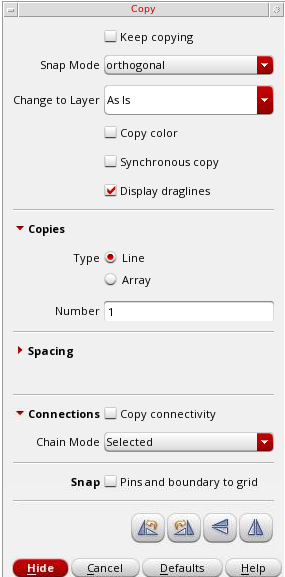 Copy
Keep copying
Snap Mode orthogonal
Change to Layer As Is
Copy color
Synchronous copy
Display draglines
Copies
Type Line
Array
Number 1
Spacing
Connections Copy connectivity
Chain Mode Selected
Snap Pins and boundary to grid
Hide Cancel Defaults Help